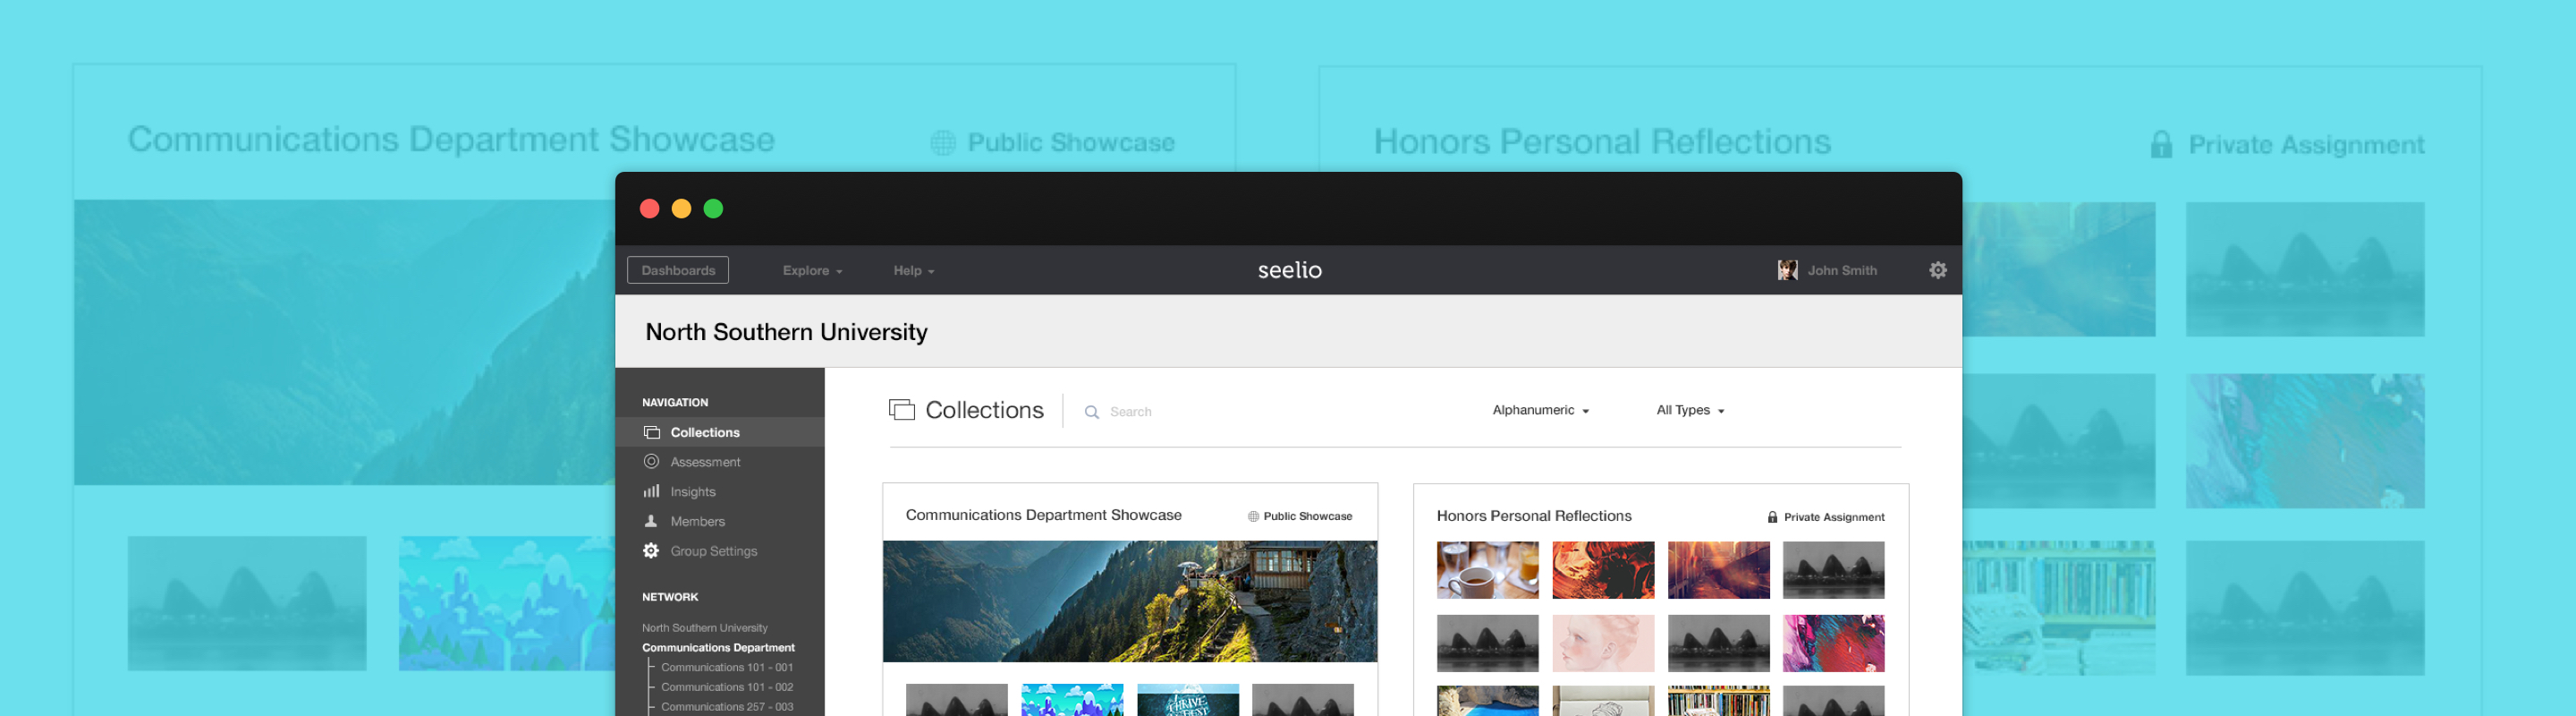 Communications Department Showcase
Public Showcase
Honors Personal Reflections
Private Assignment
Dashboards
Explore
Help
seelio
John Smith
North Southern University
NAVIGATION
Collections
Assessment
Insights
Members
Group Settings
NETWORK
North Southern University
Communications Department
Communications 101 - 001
Communications 101 - 002
Communications 257 - 003
Collections
Search
Alphanumeric
All Types
Communications Department Showcase
Public Showcase
THRIVE
Honors Personal Reflections
Private Assignment